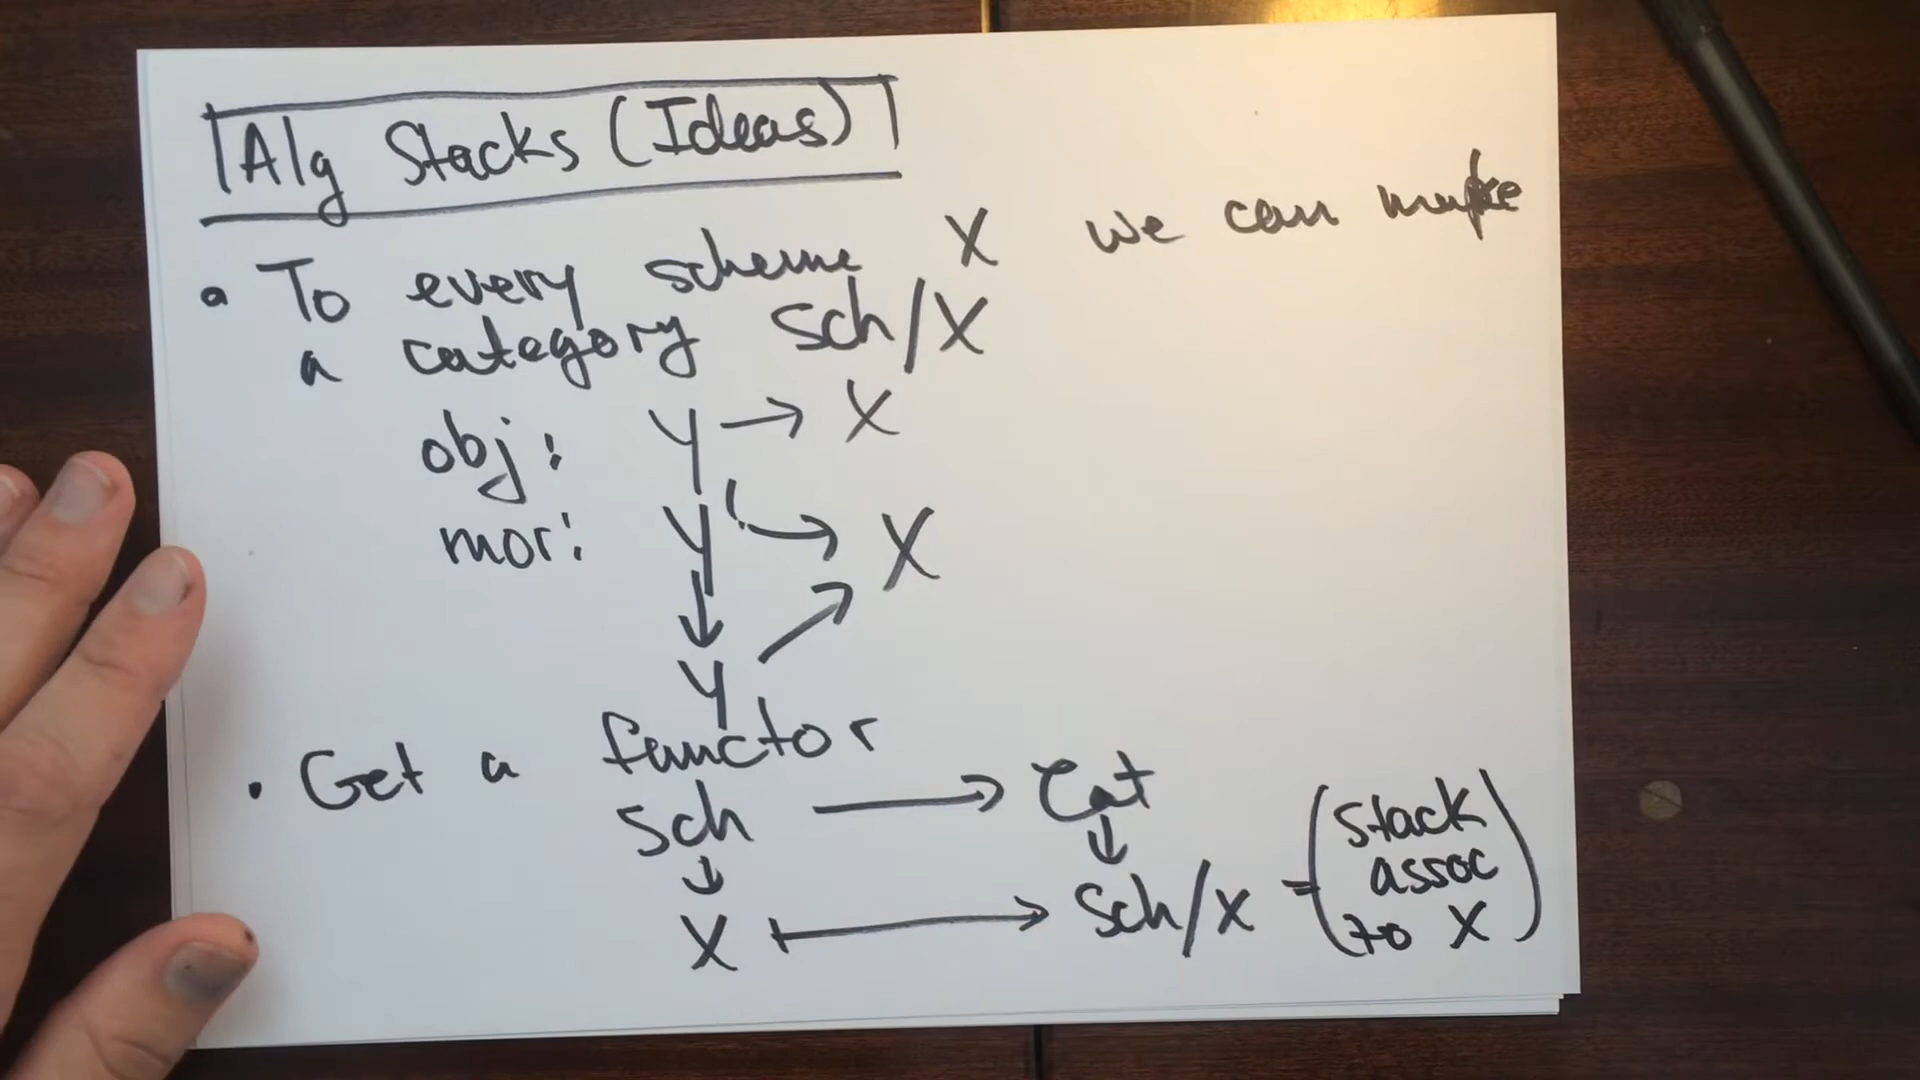 Alg Stacks (Ideas)
• To every scheme X we can make
a category Sch/X
obj: Y → X
mor: Y' → X
↓ ↗
Y
• Get a functor
Sch → Cat
↓ ↓
X ↦ Sch/X = (stack
assoc
to X)